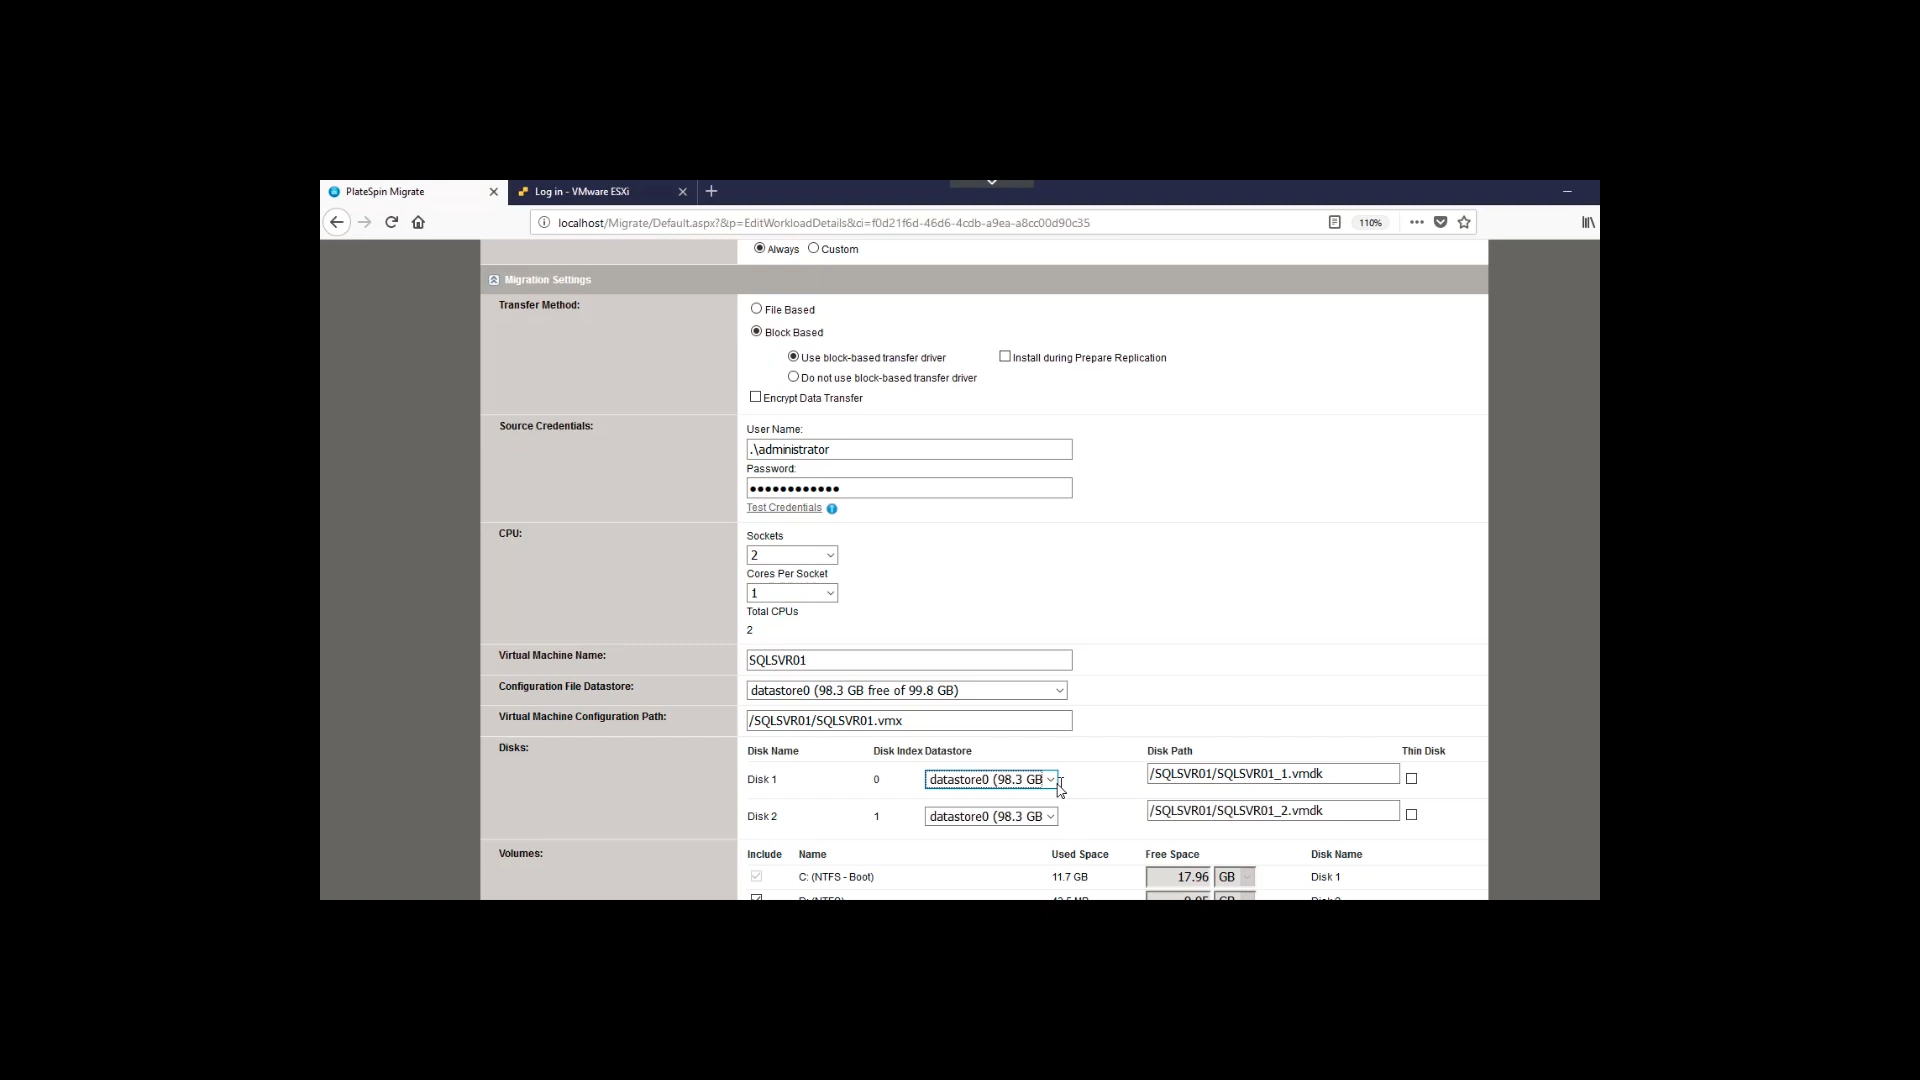 PlateSpin Migrate
Log in - VMware ESXi
localhost/Migrate/Default.aspx?&p=EditWorkloadDetails&ci=f0d21f6d-46d6-4cdb-a9ea-a8cc00d90c35
110%
Always Custom
Migration Settings
Transfer Method:
File Based
Block Based
Use block-based transfer driver Install during Prepare Replication
Do not use block-based transfer driver
Encrypt Data Transfer
Source Credentials:
User Name:
.\administrator
Password:
Test Credentials
CPU:
Sockets
2
Cores Per Socket
1
Total CPUs
2
Virtual Machine Name:
SQLSVR01
Configuration File Datastore:
datastore0 (98.3 GB free of 99.8 GB)
Virtual Machine Configuration Path:
/SQLSVR01/SQLSVR01.vmx
Disks:
Disk Name Disk Index Datastore Disk Path Thin Disk
Disk 1 0 datastore0 (98.3 GB /SQLSVR01/SQLSVR01_1.vmdk
Disk 2 1 datastore0 (98.3 GB /SQLSVR01/SQLSVR01_2.vmdk
Volumes:
Include Name Used Space Free Space Disk Name
C: (NTFS - Boot) 11.7 GB 17.96 GB Disk 1